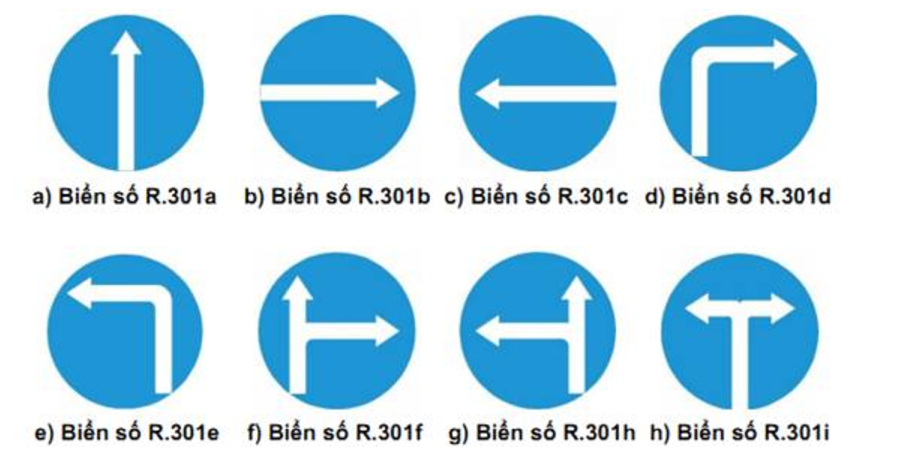 a) Biển số R.301a b) Biển số R.301b c) Biển số R.301c d) Biển số R.301d
e) Biển số R.301e f) Biển số R.301f g) Biển số R.301h h) Biển số R.301i